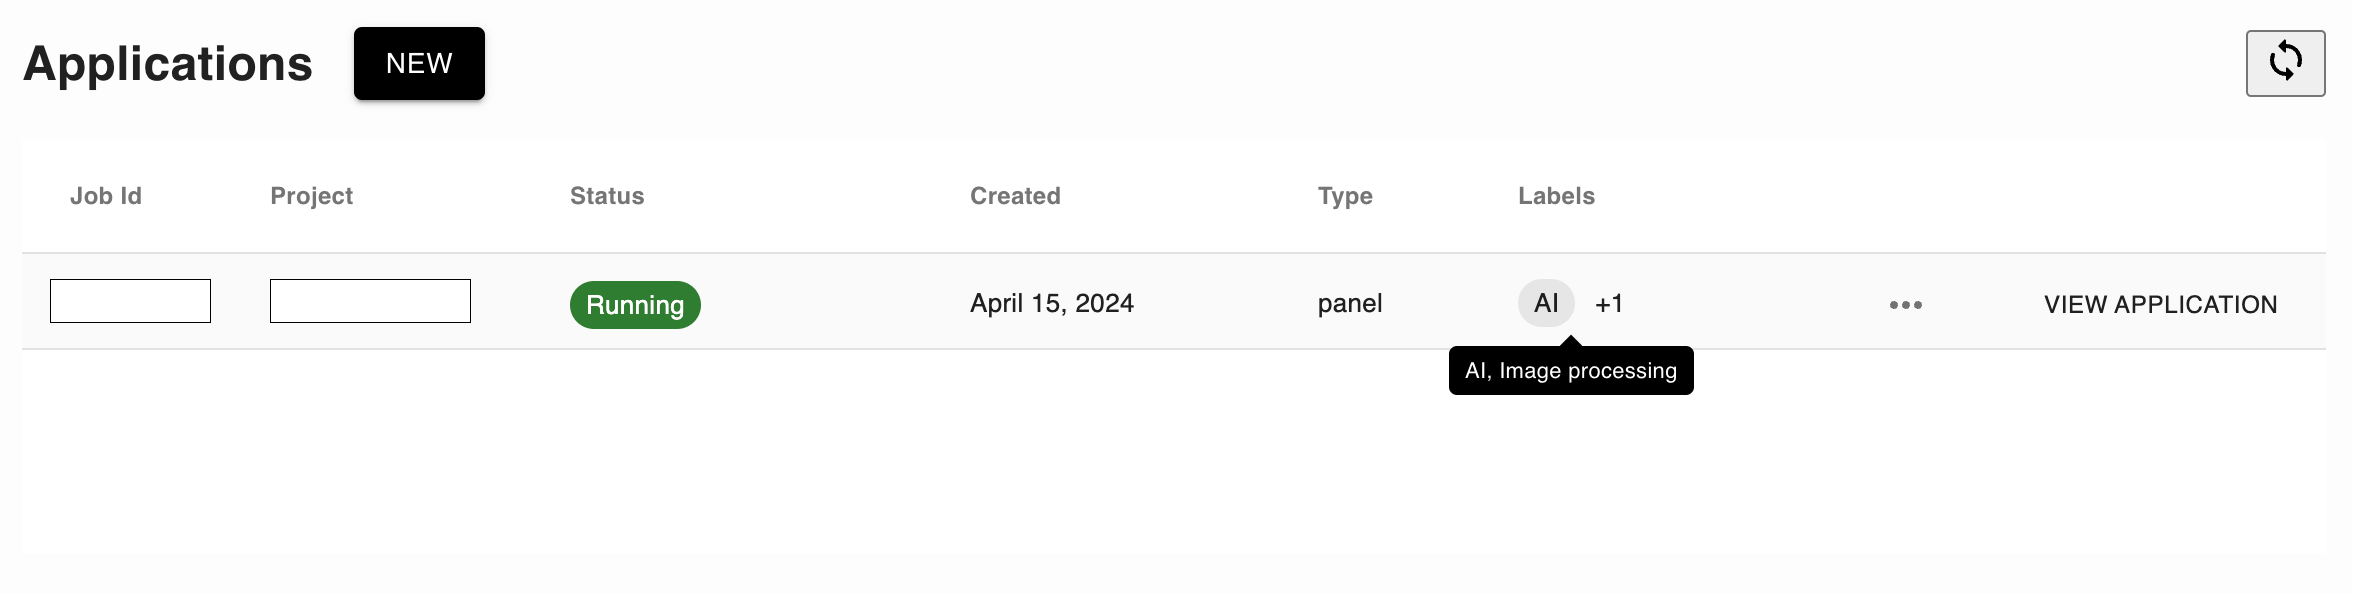 Applications NEW
Job Id Project Status Created Type Labels
Running April 15, 2024 panel AI +1 ••• VIEW APPLICATION
AI, Image processing